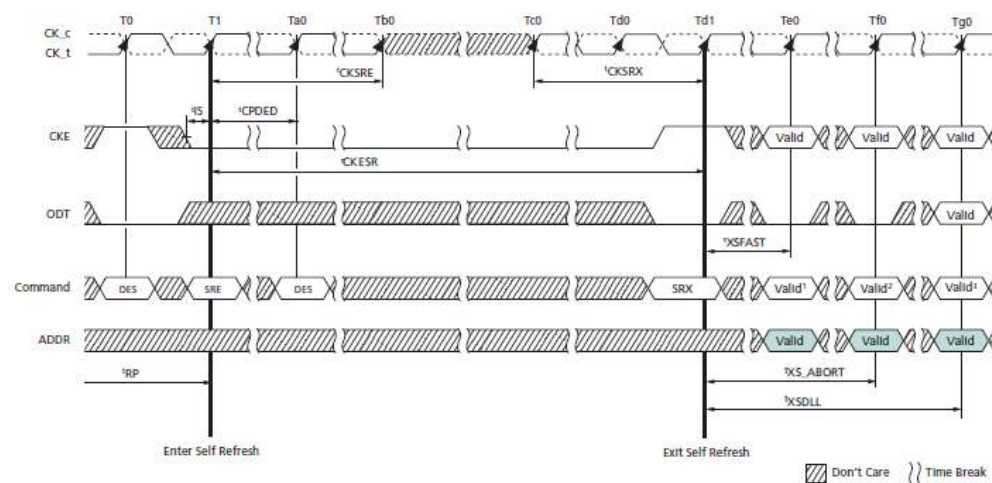 T0 T1 Ta0 Tb0 Tc0 Td0 Td1 Te0 Tf0 Tg0
CK_c
CK_t
tCKSRE tCKSRX
tIS tCPDED
CKE Valid Valid Valid
tCKESR
ODT Valid
tXSFAST
Command DES SRE DES SRX Valid¹ Valid² Valid³
ADDR Valid Valid Valid
tRP tXS_ABORT
tXSDLL
Enter Self Refresh Exit Self Refresh
Don't Care Time Break